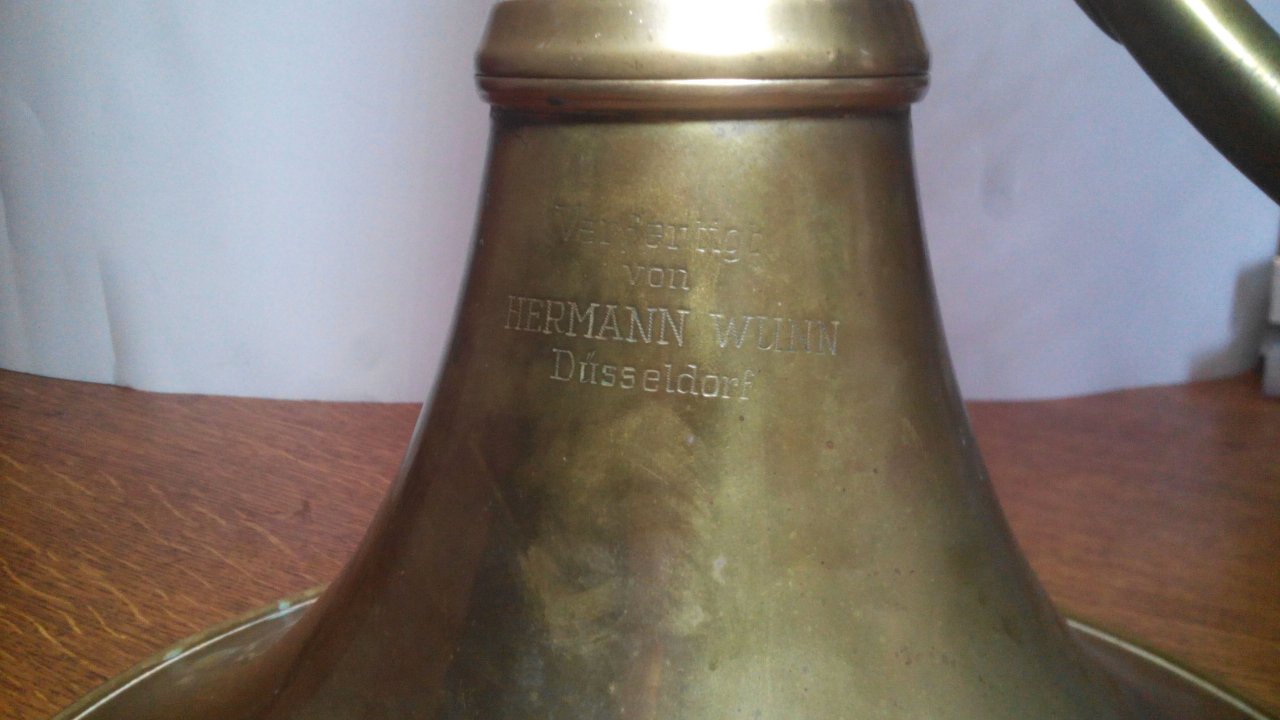 Verfertigt
von
HERMANN WUNN
Düsseldorf